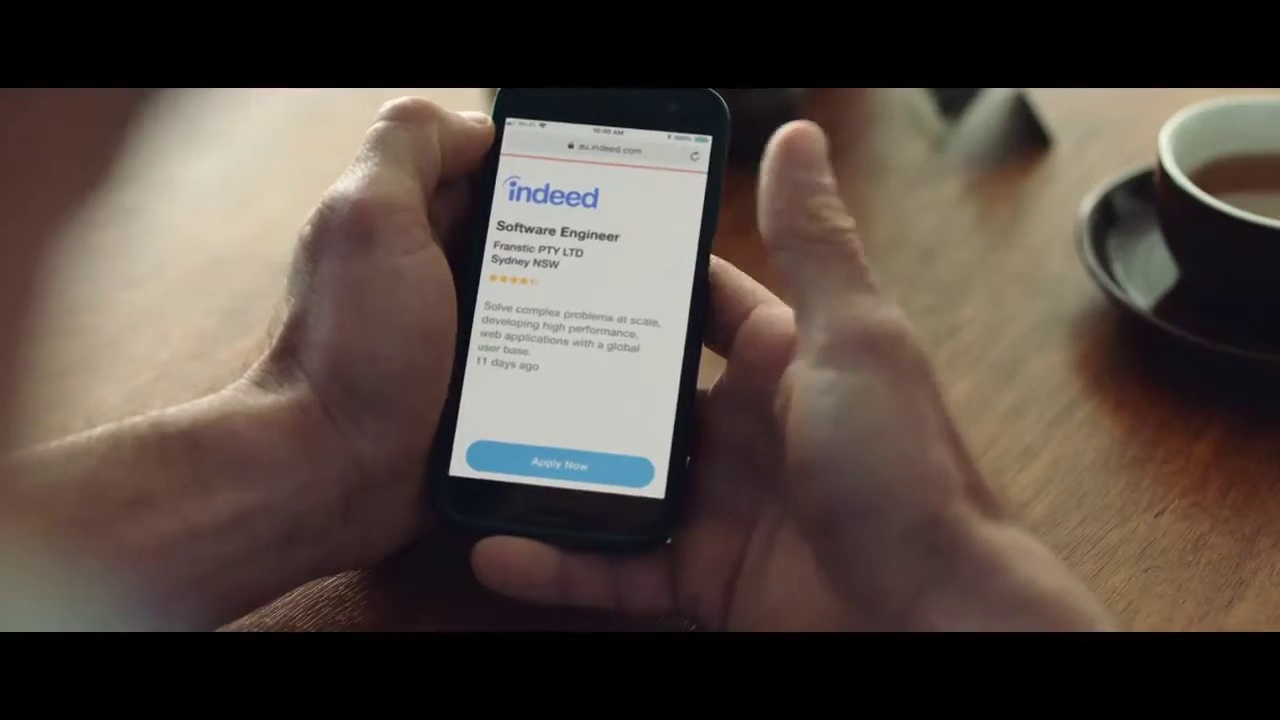 10:00 AM
100%
au.indeed.com
indeed
Software Engineer
Franstic PTY LTD
Sydney NSW
Solve complex problems at scale,
developing high performance,
web applications with a global
user base.
11 days ago
Apply Now